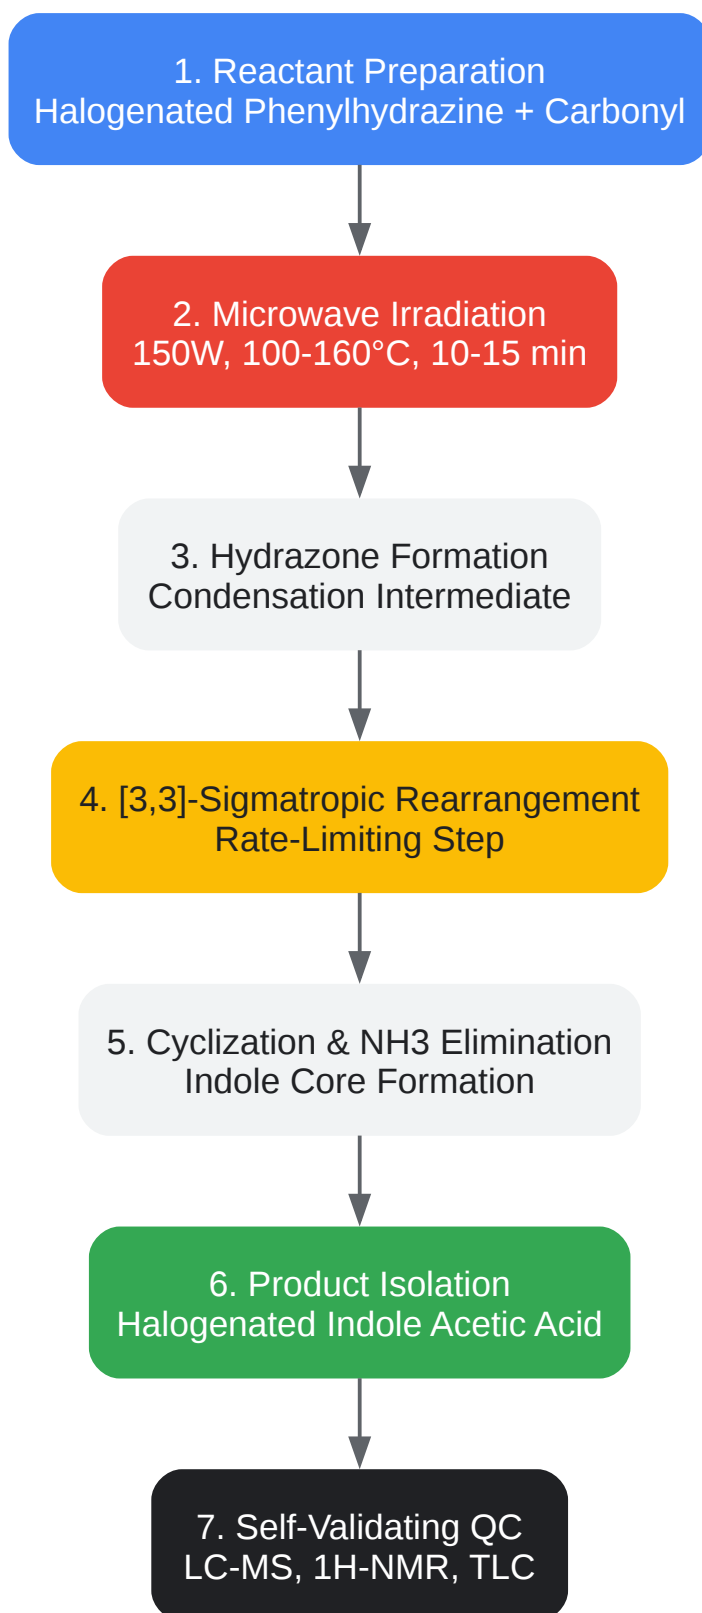 1. Reactant Preparation
Halogenated Phenylhydrazine + Carbonyl
2. Microwave Irradiation
150W, 100-160°C, 10-15 min
3. Hydrazone Formation
Condensation Intermediate
4. [3,3]-Sigmatropic Rearrangement
Rate-Limiting Step
5. Cyclization & NH3 Elimination
Indole Core Formation
6. Product Isolation
Halogenated Indole Acetic Acid
7. Self-Validating QC
LC-MS, 1H-NMR, TLC